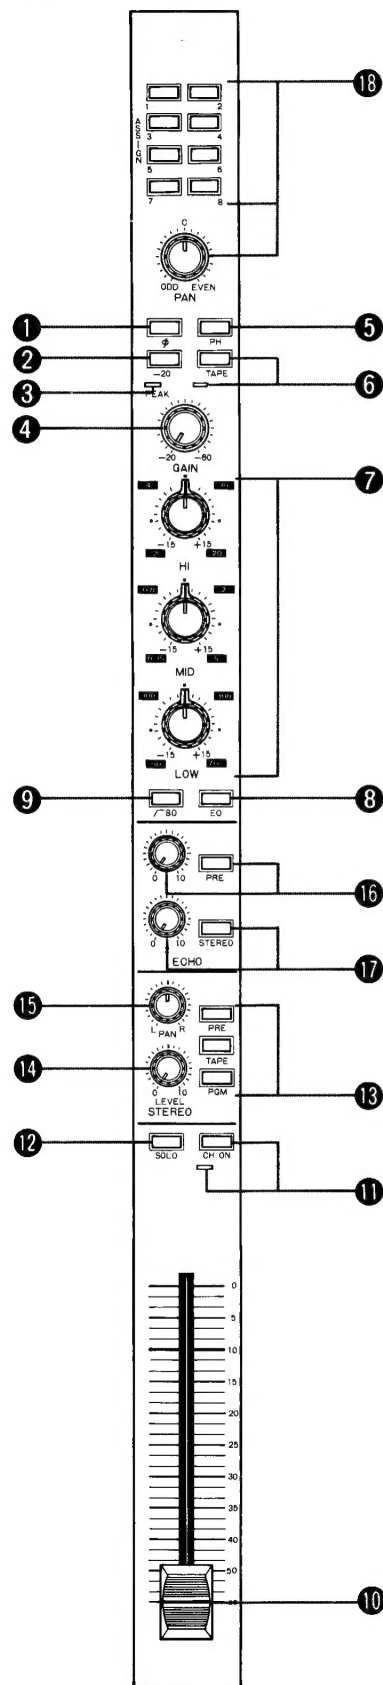 18
1 2
ASSIGN
3 4
5 6
7 8
C
ODD EVEN
PAN
1 5
ø PH
2
-20 TAPE
3 PEAK 6
4
-20 -60
GAIN
7
-15 +15
20
HI
-15 +15
MID
-15 +15
LOW
9 8
80 EQ
0 10 PRE
16
0 10 STEREO
ECHO 17
15
L PAN R PRE
14 TAPE
0 10 PGM 13
LEVEL
STEREO
12
SOLO CH ON
11
0
5
10
15
20
25
30
35
40
50
10